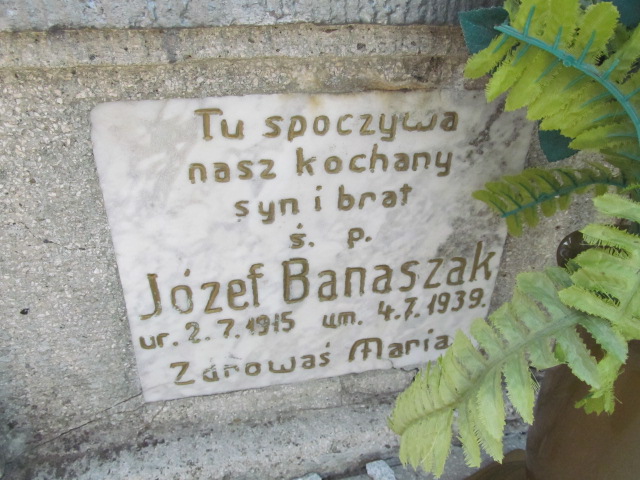 Tu spoczywa
nasz kochany
syn i brat
ś. p.
Józef Banaszak
ur. 2.7.1915 um. 4.7.1939.
Zdrowaś Maria